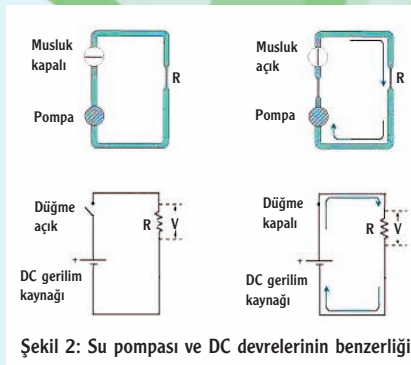 Musluk
kapalı
R
Pompa
Musluk
açık
R
Pompa
Düğme
açık
R V
+
DC gerilim
kaynağı
Düğme
kapalı
R V
+
DC gerilim
kaynağı
Şekil 2: Su pompası ve DC devrelerinin benzerliği